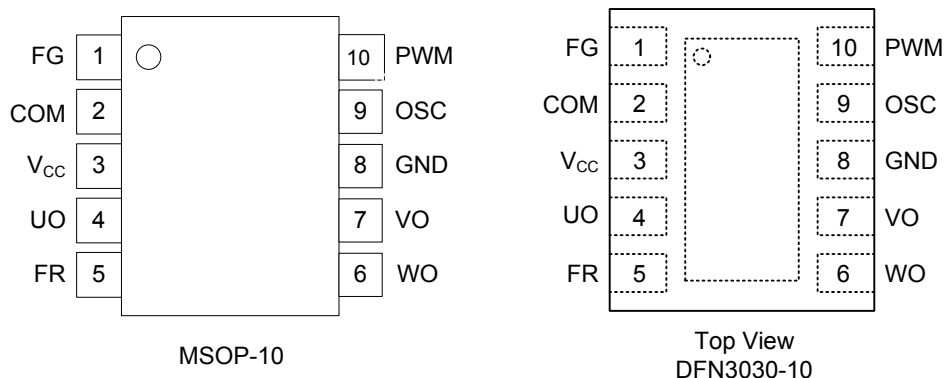 FG 1 10 PWM
COM 2 9 OSC
VCC 3 8 GND
UO 4 7 VO
FR 5 6 WO
MSOP-10
FG 1 10 PWM
COM 2 9 OSC
VCC 3 8 GND
UO 4 7 VO
FR 5 6 WO
Top View
DFN3030-10